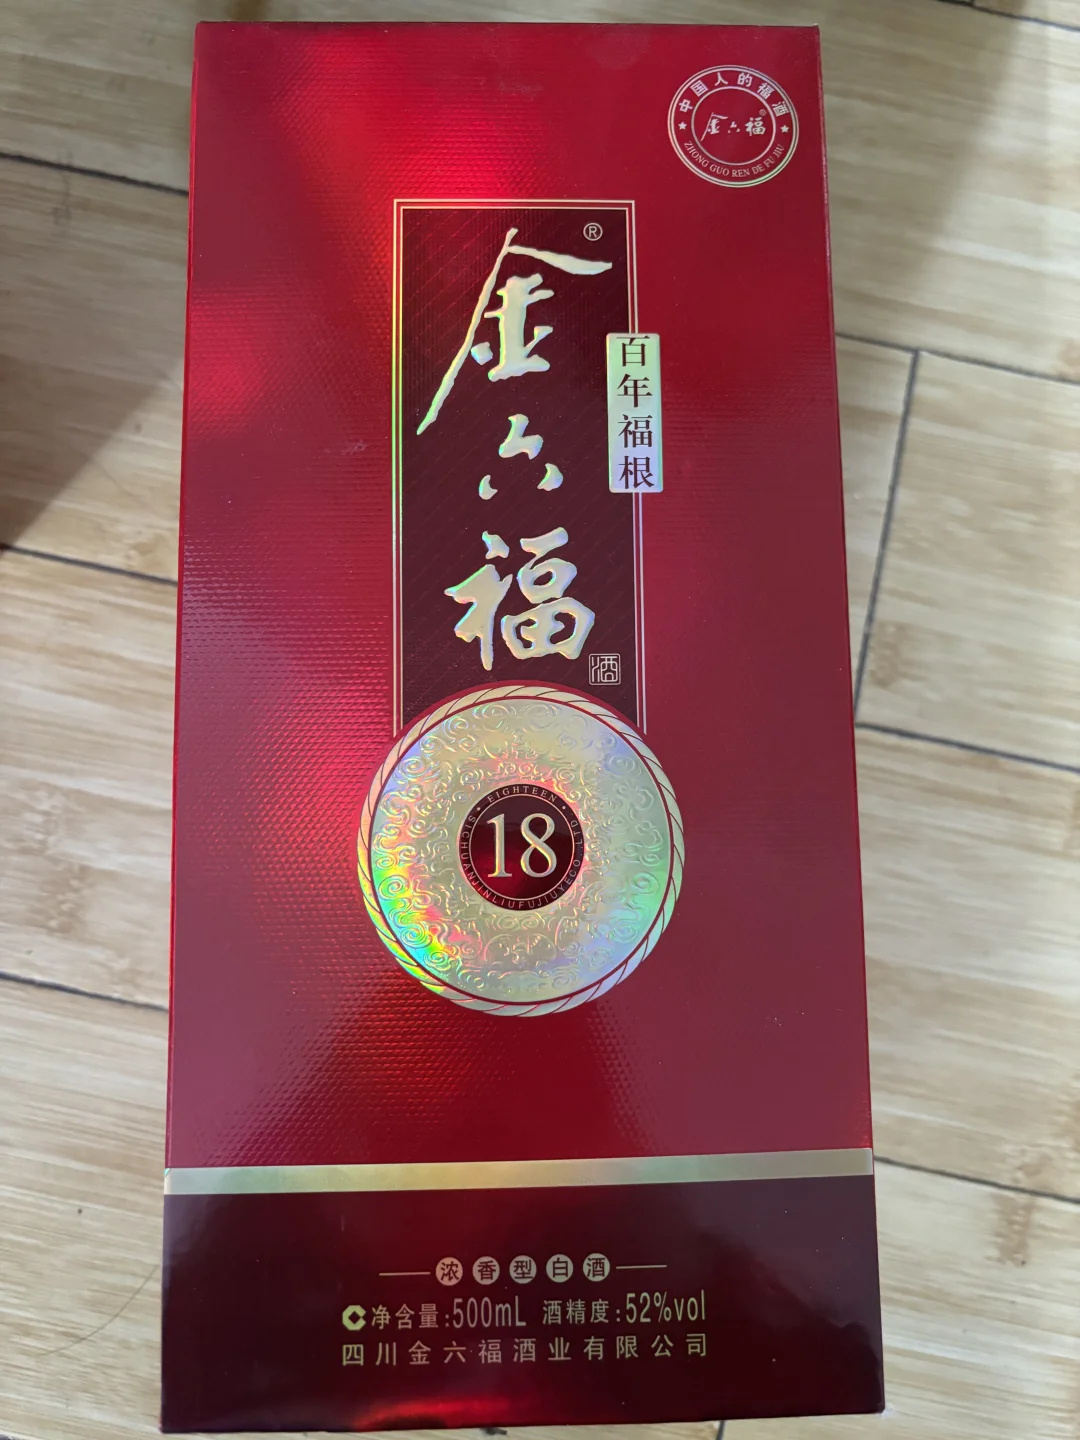 中国人的福酒
金六福
ZHONG GUO REN DE FU JIU
金六福®
百年福根
酒
EIGHTEEN
18
SICHUANJINLIUFUJIUYECO.,LTD
浓香型白酒
净含量:500mL 酒精度:52%vol
四川金六福酒业有限公司